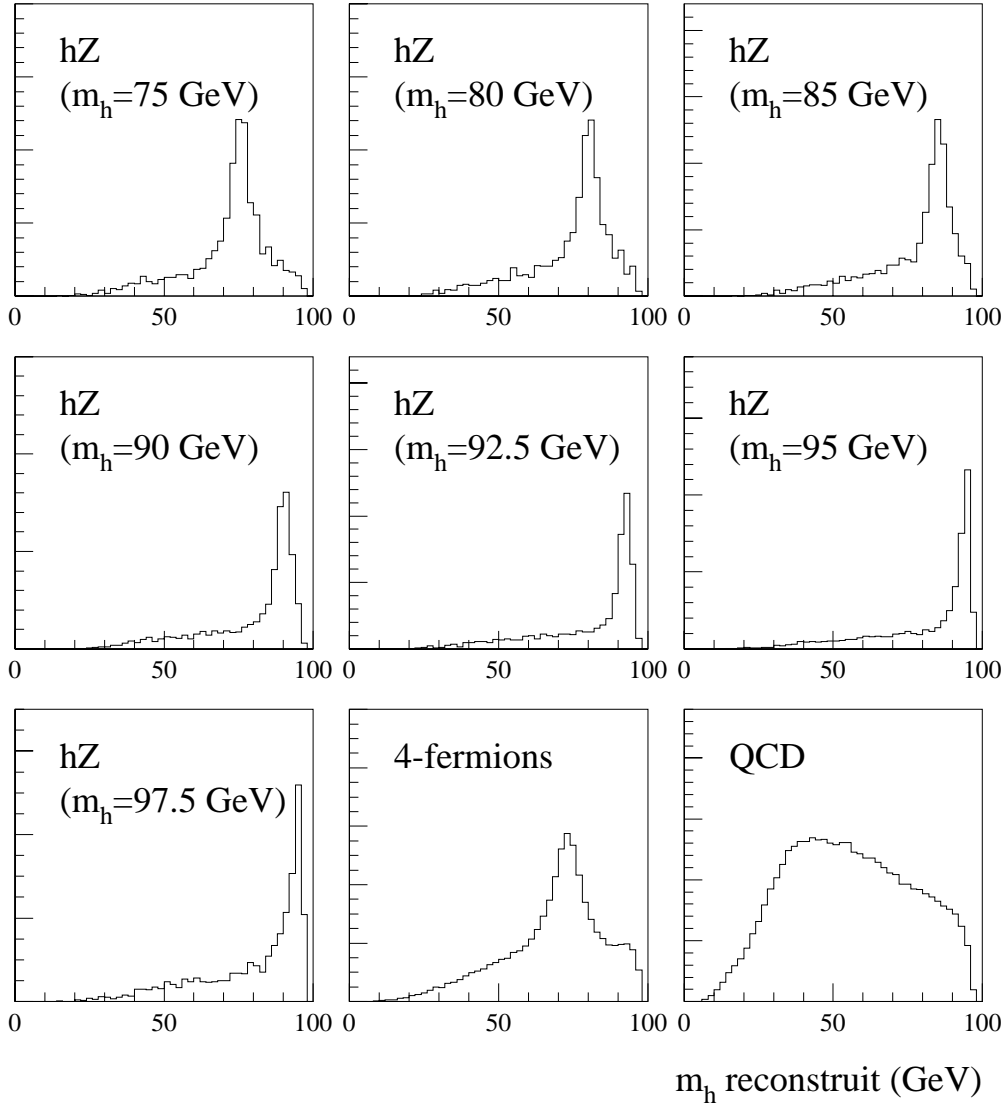 hZ
(m_h=75 GeV)
0 50 100
hZ
(m_h=80 GeV)
0 50 100
hZ
(m_h=85 GeV)
0 50 100
hZ
(m_h=90 GeV)
0 50 100
hZ
(m_h=92.5 GeV)
0 50 100
hZ
(m_h=95 GeV)
0 50 100
hZ
(m_h=97.5 GeV)
0 50 100
4-fermions
0 50 100
QCD
0 50 100
m_h reconstruit (GeV)